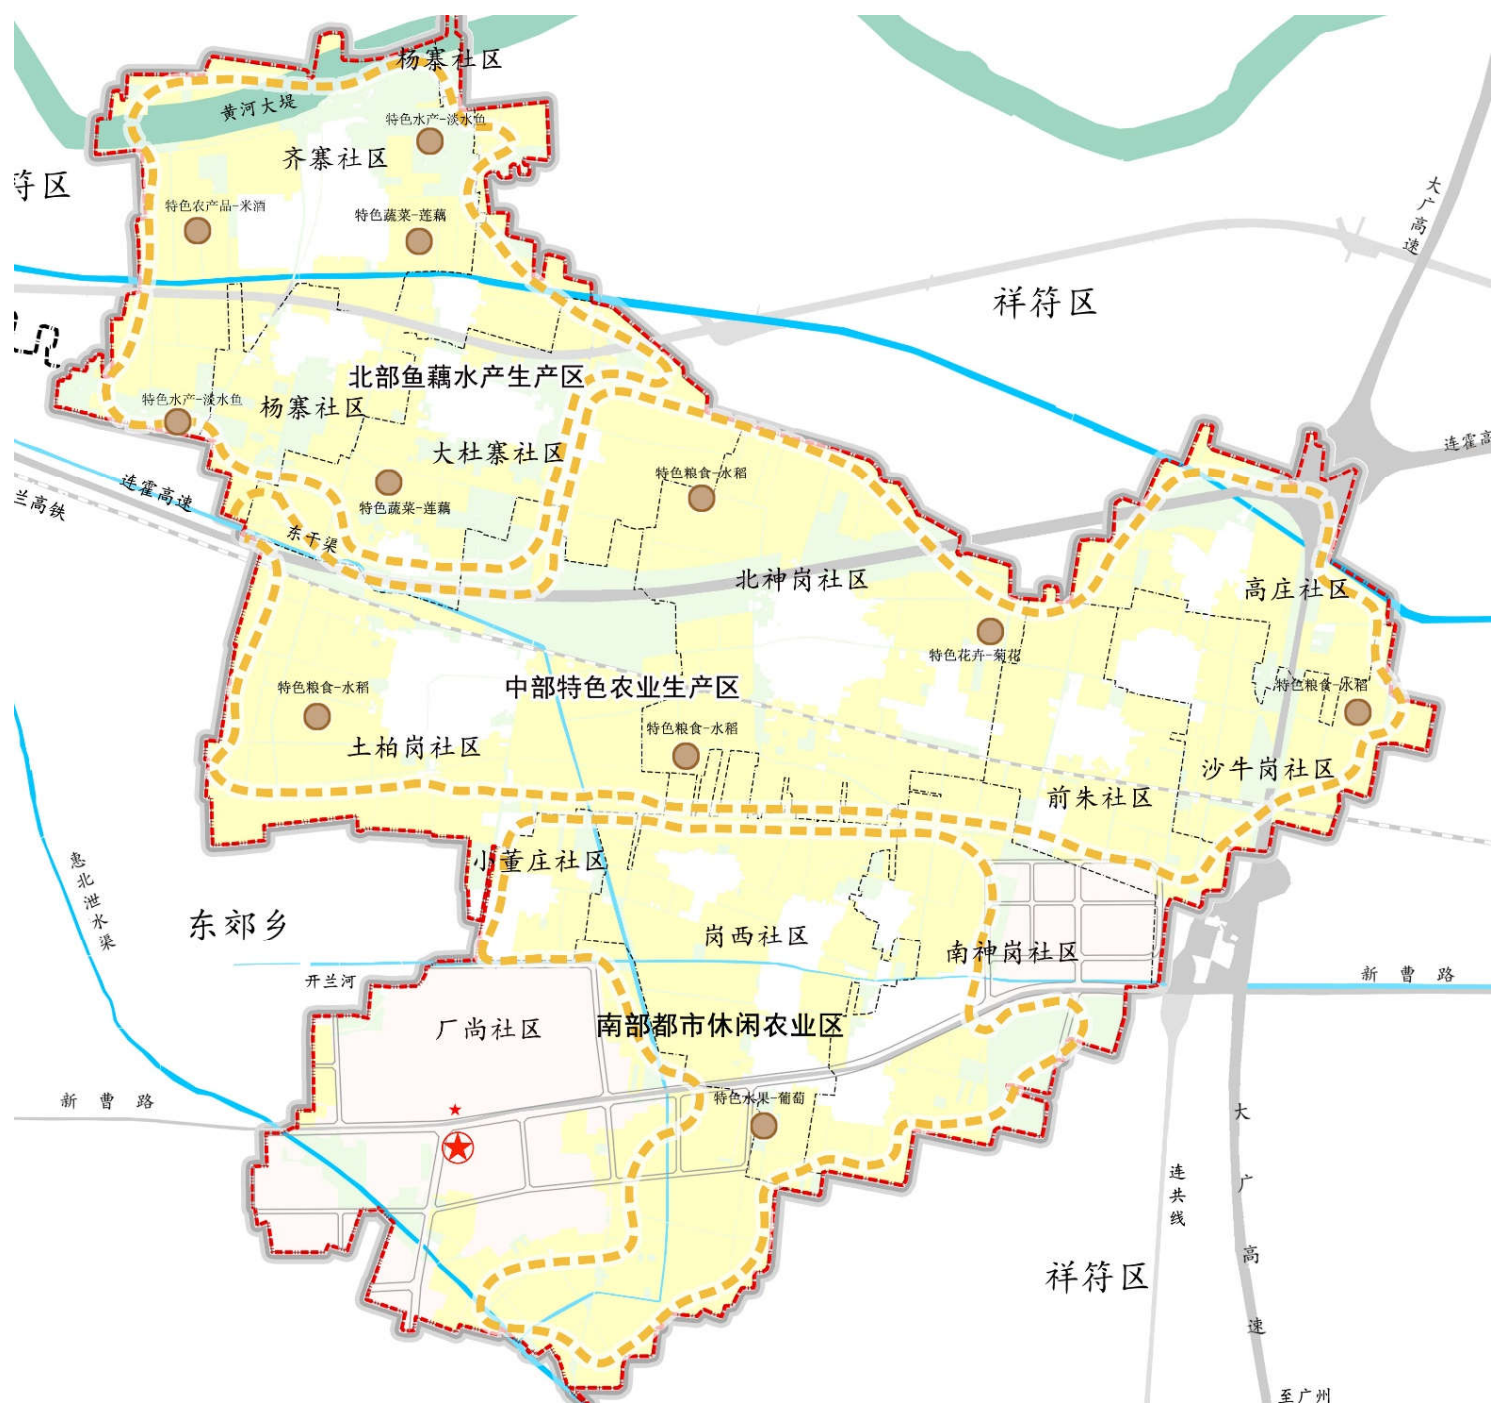 杨寨社区
黄河大堤
特色水产-淡水鱼
齐寨社区
符区
大广高速
特色农产品-米酒
特色蔬菜-莲藕
祥符区
北部鱼藕水产生产区
特色水产-淡水鱼
杨寨社区
大杜寨社区
连霍高
特色粮食-水稻
连霍高速
兰高铁
特色蔬菜-莲藕
东干渠
北神岗社区
高庄社区
特色花卉-菊花
特色粮食-水稻
中部特色农业生产区
特色粮食-水稻
特色粮食-水稻
土柏岗社区
沙牛岗社区
前朱社区
小董庄社区
惠北泄水渠
东郊乡
岗西社区
南神岗社区
开兰河
新曹路
厂尚社区
南部都市休闲农业区
新曹路
特色水果-葡萄
大广高速
连共线
祥符区
至广州